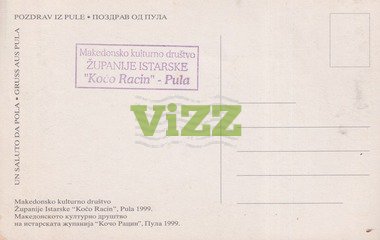 POZDRAV IZ PULE • ПОЗДРАВ ОД ПУЛА
UN SALUTO DA POLA • GRUSS AUS PULA
Makedonsko kulturno društvo
ŽUPANIJE ISTARSKE
"Kočo Racin" - Pula
ViZZ
Makedonsko kulturno društvo
Županije Istarske "Kočo Racin", Pula 1999.
Македонското културно друштво
на истарската жупанија "Кочо Рацин", Пула 1999.